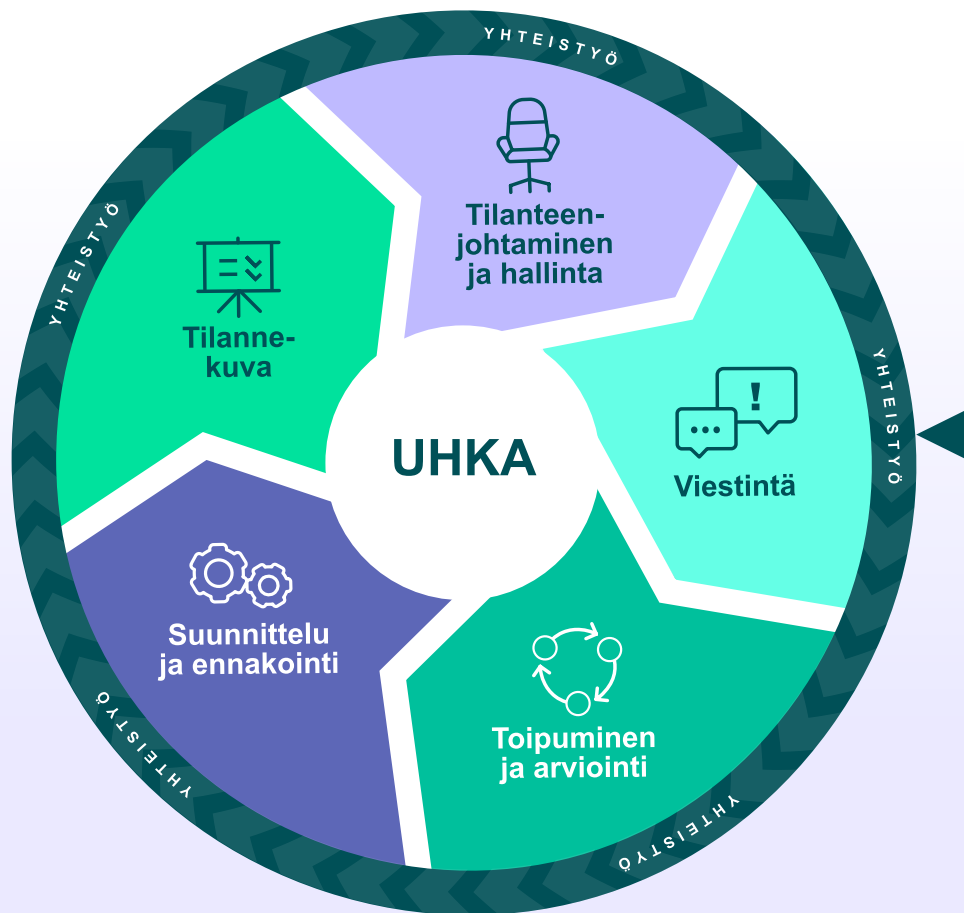 YHTEISTYÖ
Tilanteen-
johtaminen
ja hallinta
YHTEISTYÖ
Tilanne-
kuva
YHTEISTYÖ
Viestintä
UHKA
Suunnittelu
ja ennakointi
YHTEISTYÖ
Toipuminen
ja arviointi
YHTEISTYÖ